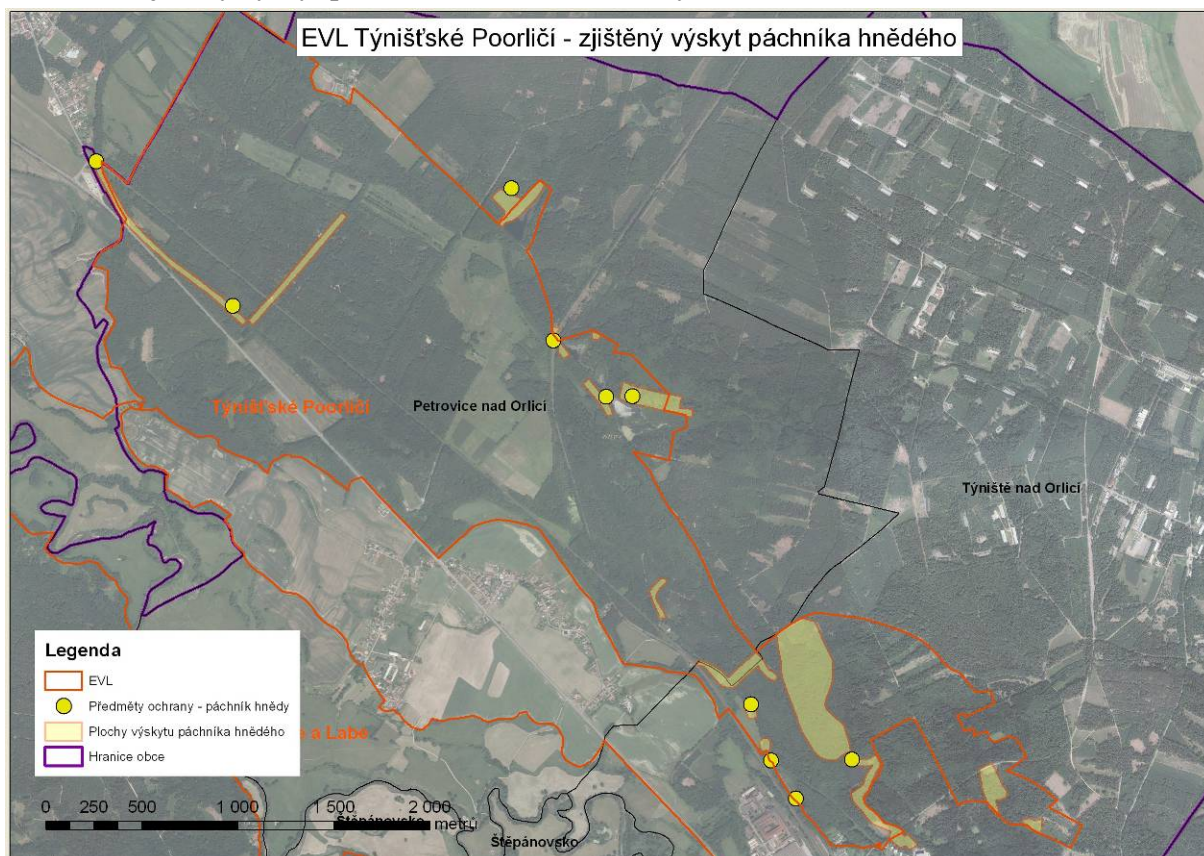 EVL Týnišťské Poorličí - zjištěný výskyt páchníka hnědého
Týnišťské Poorličí
Petrovice nad Orlicí
Týniště nad Orlicí
Legenda
EVL
Předměty ochrany - páchník hnědý
Plochy výskytu páchníka hnědého
Hranice obce
a Labe
0 250 500 1 000 1 500 2 000
metrů
Štěpánovsko
Štěpánovsko